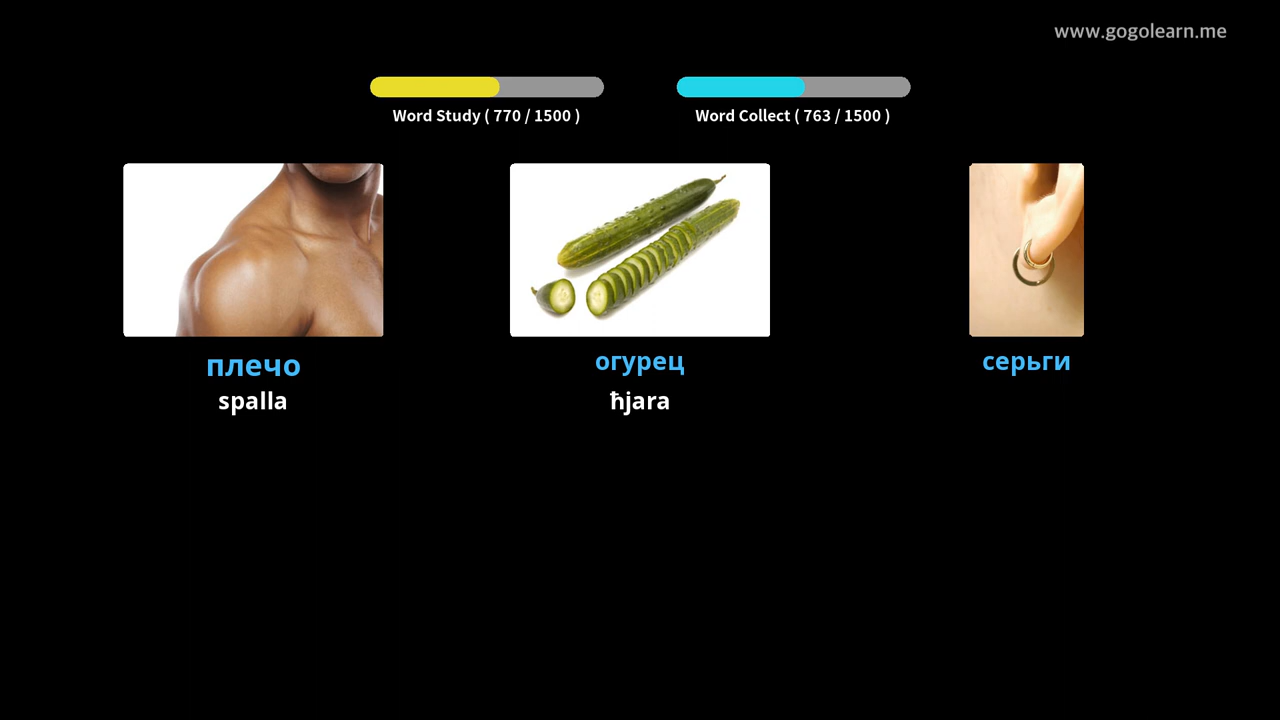 www.gogolearn.me
Word Study ( 770 / 1500 )
Word Collect ( 763 / 1500 )
плечо
spalla
огурец
ħjara
серьги